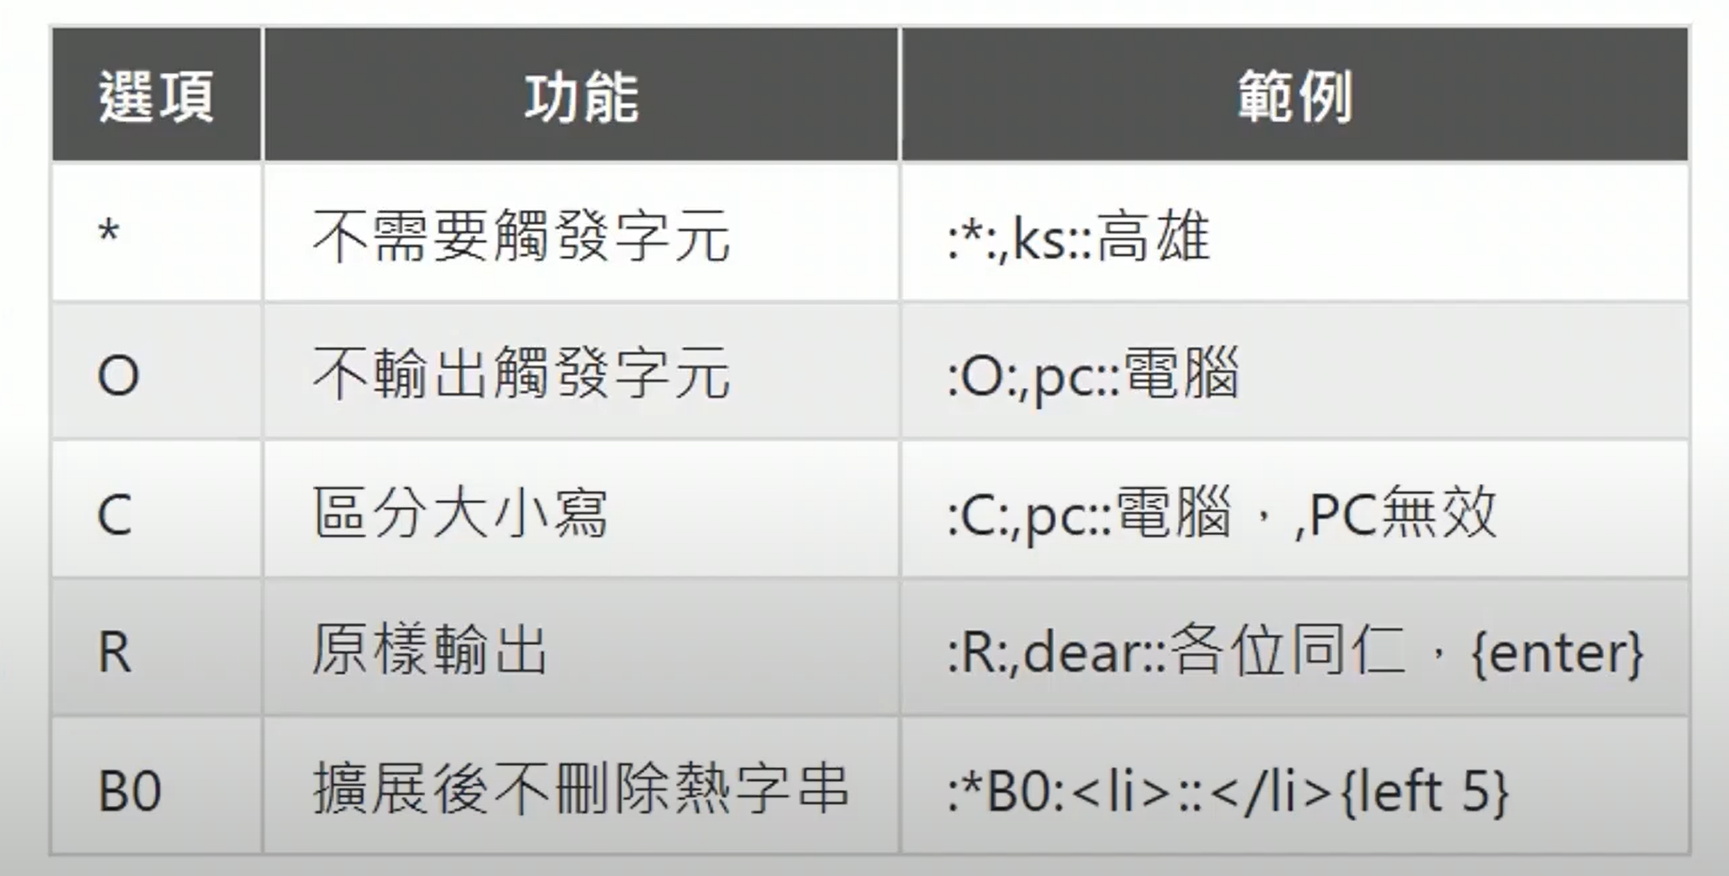 選項 功能 範例
* 不需要觸發字元 :*:,ks::高雄
O 不輸出觸發字元 :O:,pc::電腦
C 區分大小寫 :C:,pc::電腦，,PC無效
R 原樣輸出 :R:,dear::各位同仁，{enter}
B0 擴展後不刪除熱字串 :*B0:<li>::</li>{left 5}